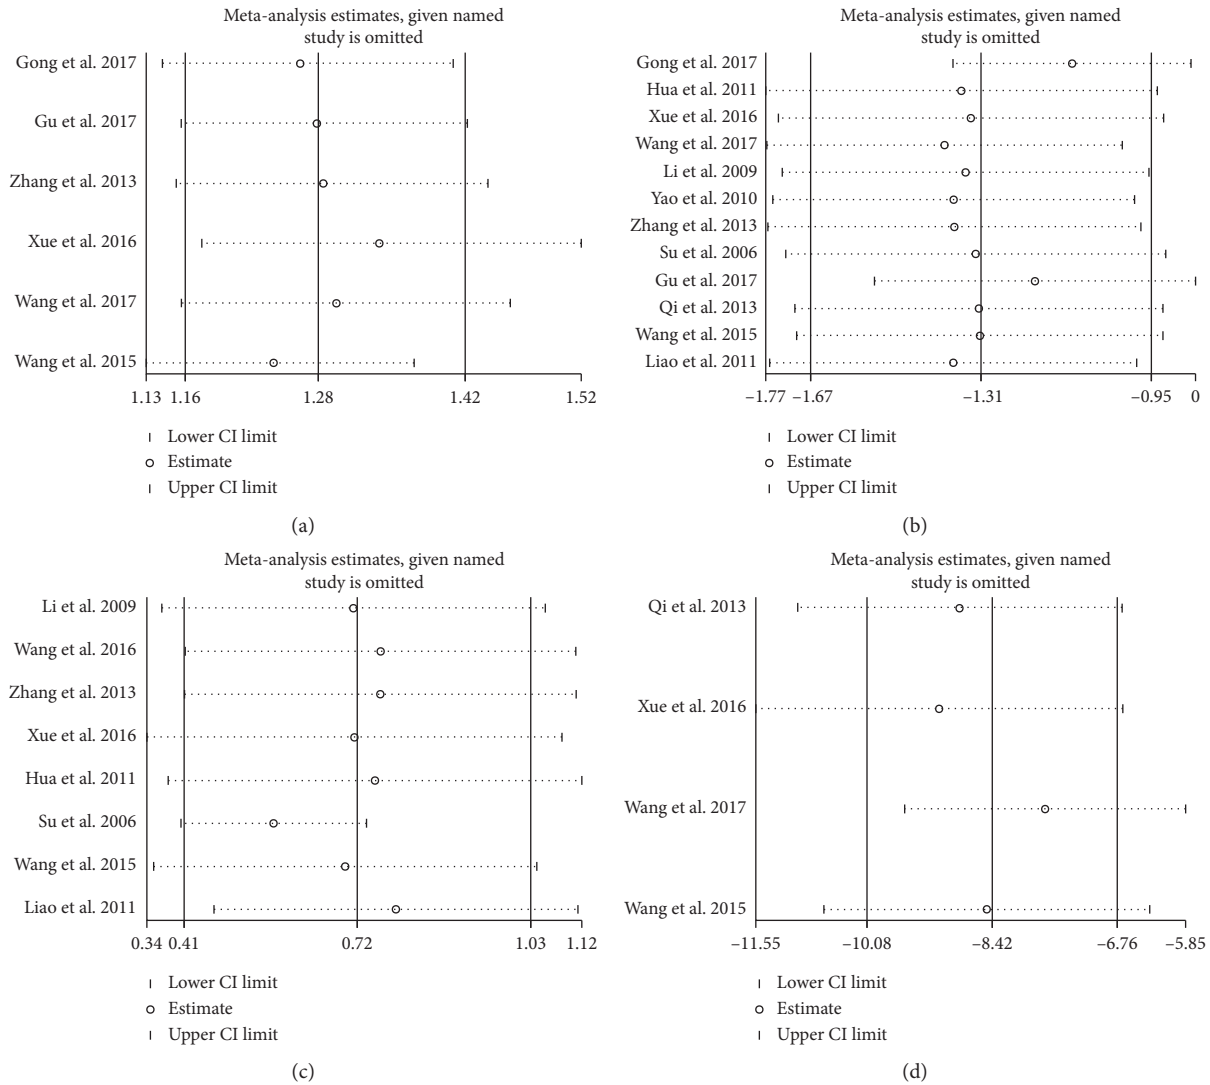 Meta-analysis estimates, given named
study is omitted
Gong et al. 2017
Gu et al. 2017
Zhang et al. 2013
Xue et al. 2016
Wang et al. 2017
Wang et al. 2015
1.13 1.16 1.28 1.42 1.52
Lower CI limit
Estimate
Upper CI limit
(a)
Meta-analysis estimates, given named
study is omitted
Gong et al. 2017
Hua et al. 2011
Xue et al. 2016
Wang et al. 2017
Li et al. 2009
Yao et al. 2010
Zhang et al. 2013
Su et al. 2006
Gu et al. 2017
Qi et al. 2013
Wang et al. 2015
Liao et al. 2011
−1.77 −1.67 −1.31 −0.95 0
Lower CI limit
Estimate
Upper CI limit
(b)
Meta-analysis estimates, given named
study is omitted
Li et al. 2009
Wang et al. 2016
Zhang et al. 2013
Xue et al. 2016
Hua et al. 2011
Su et al. 2006
Wang et al. 2015
Liao et al. 2011
0.34 0.41 0.72 1.03 1.12
Lower CI limit
Estimate
Upper CI limit
(c)
Meta-analysis estimates, given named
study is omitted
Qi et al. 2013
Xue et al. 2016
Wang et al. 2017
Wang et al. 2015
−11.55 −10.08 −8.42 −6.76 −5.85
Lower CI limit
Estimate
Upper CI limit
(d)